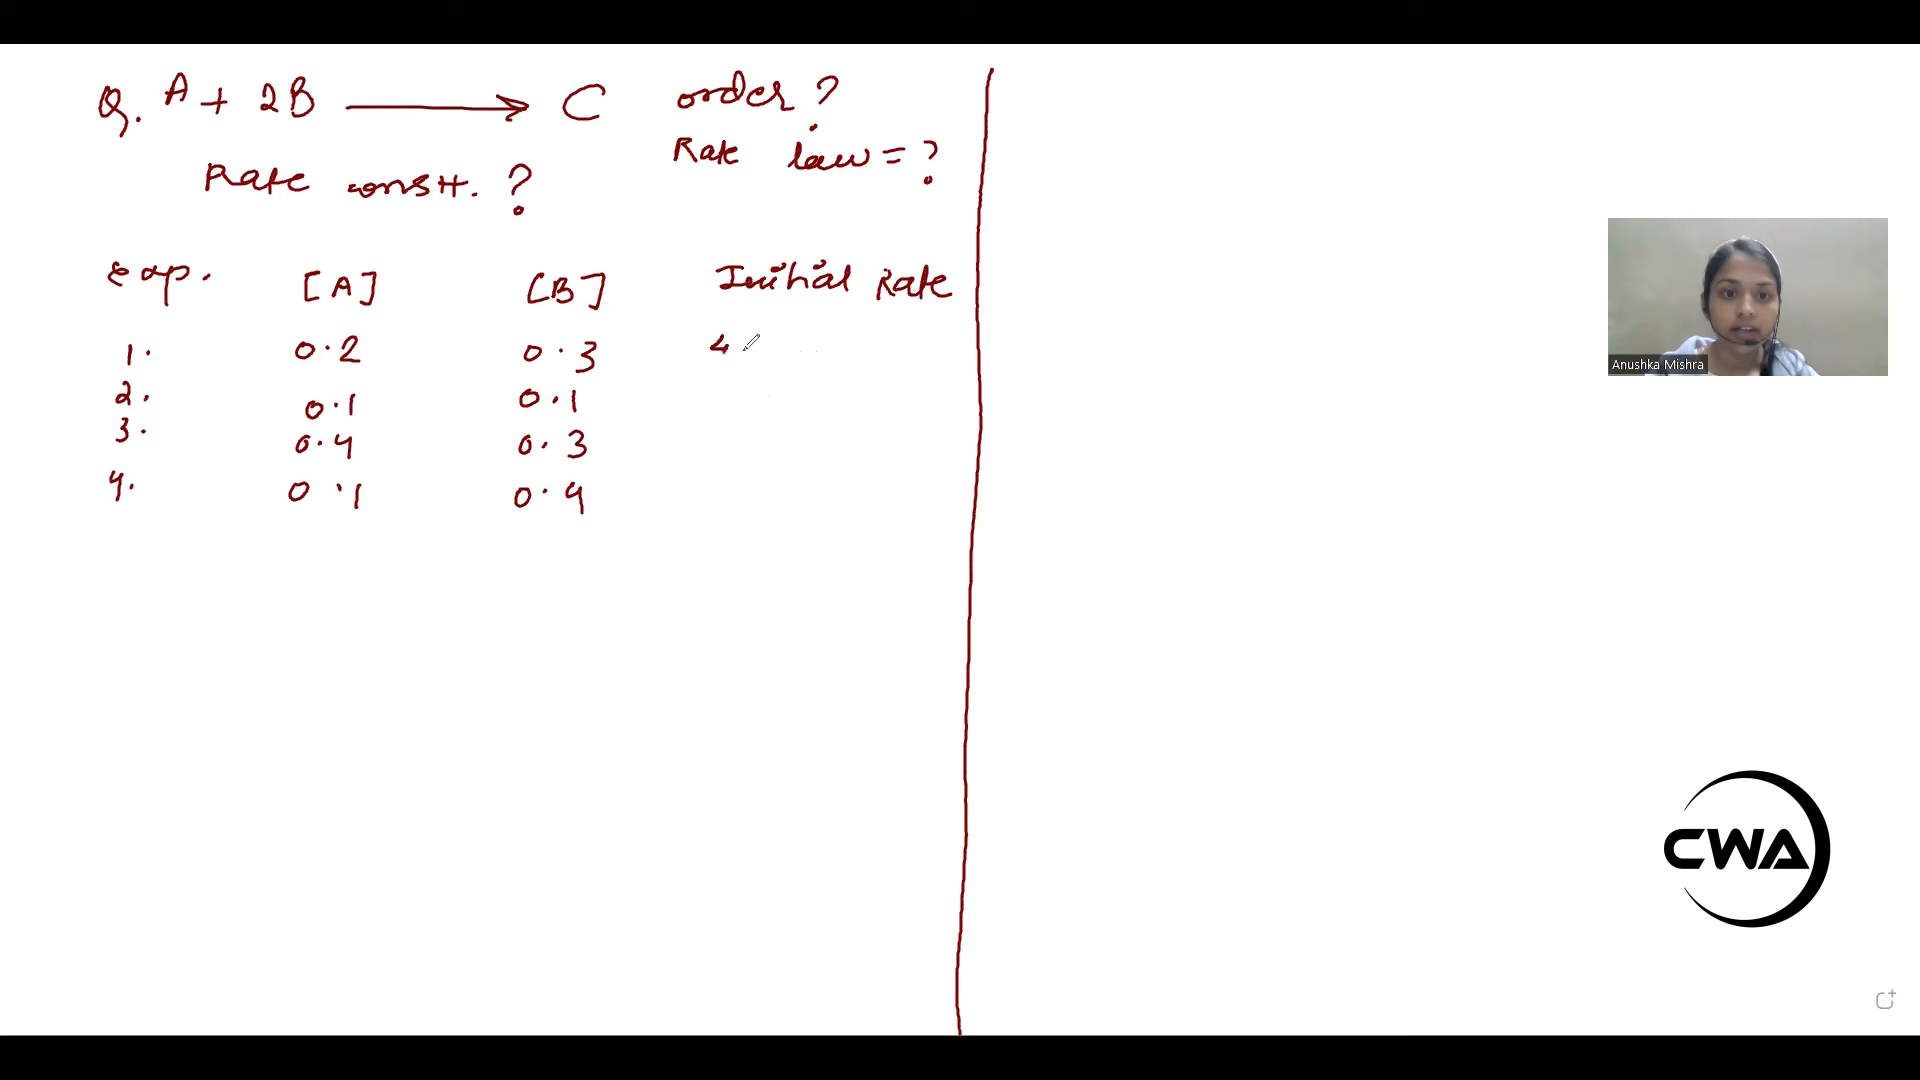 Q. A + 2B → C order?
Rate law = ?
Rate constt. ?
exp. [A] [B] Initial Rate
1. 0.2 0.3 4
2. 0.1 0.1
3. 0.4 0.3
4. 0.1 0.4
Anushka Mishra
CWA